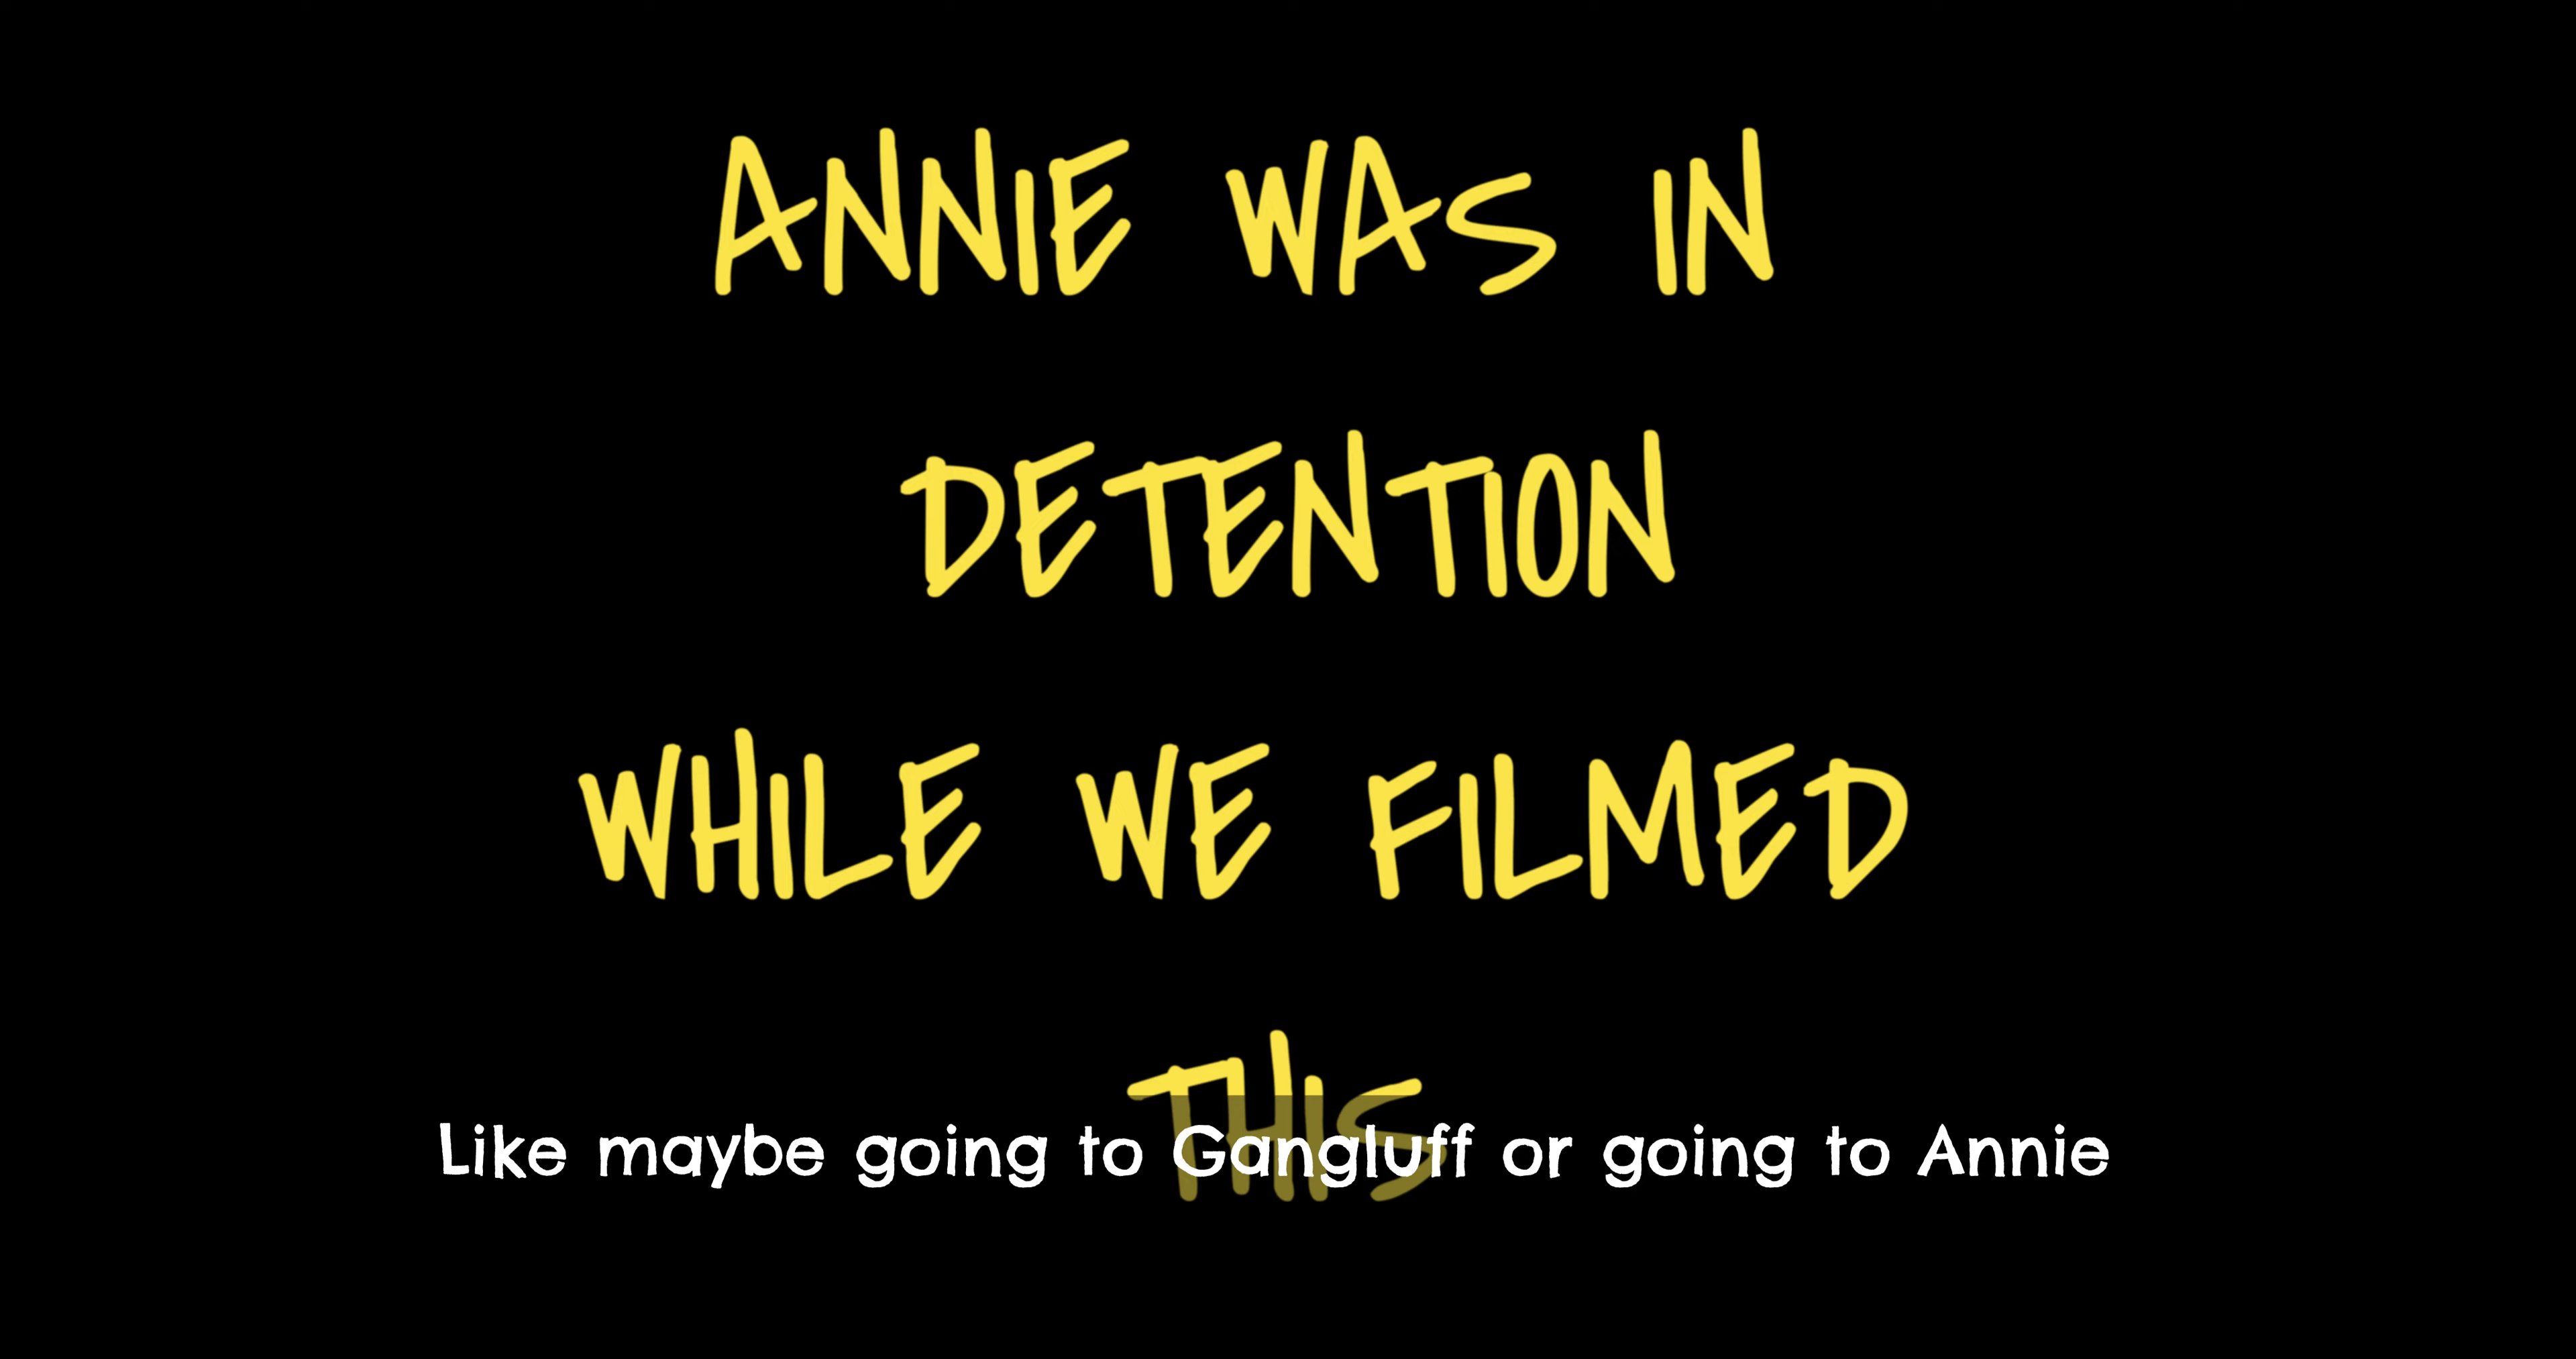 ANNIE WAS IN
DETENTION
WHILE WE FILMED
THIS
Like maybe going to Gangluff or going to Annie